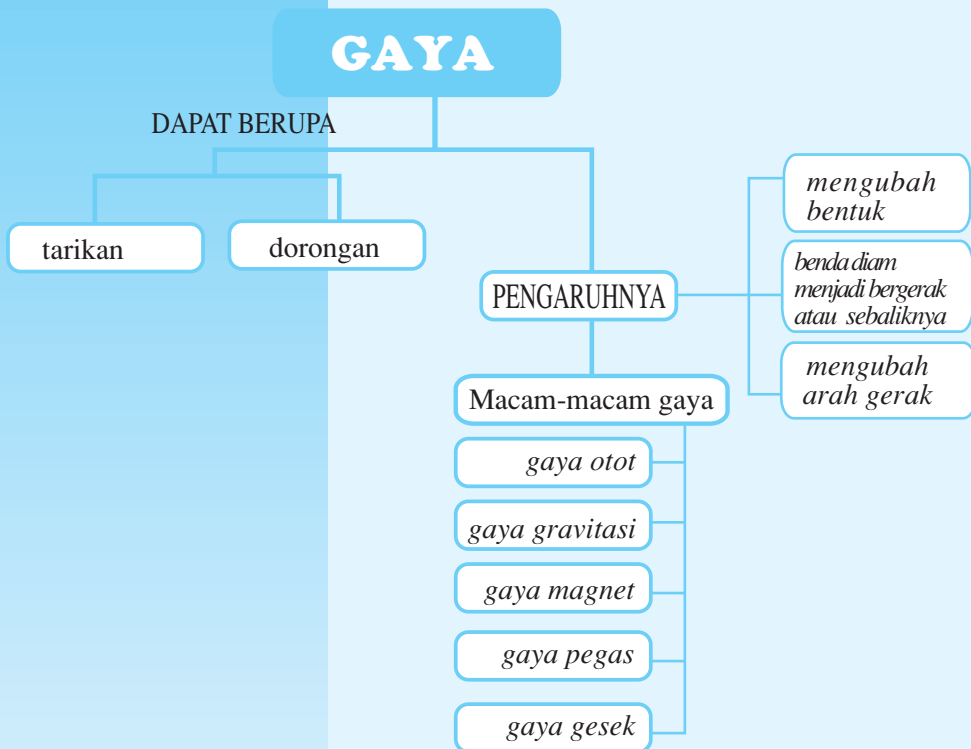 GAYA
DAPAT BERUPA
tarikan
dorongan
PENGARUHNYA
mengubah
bentuk
benda diam
menjadi bergerak
atau sebaliknya
mengubah
arah gerak
Macam-macam gaya
gaya otot
gaya gravitasi
gaya magnet
gaya pegas
gaya gesek